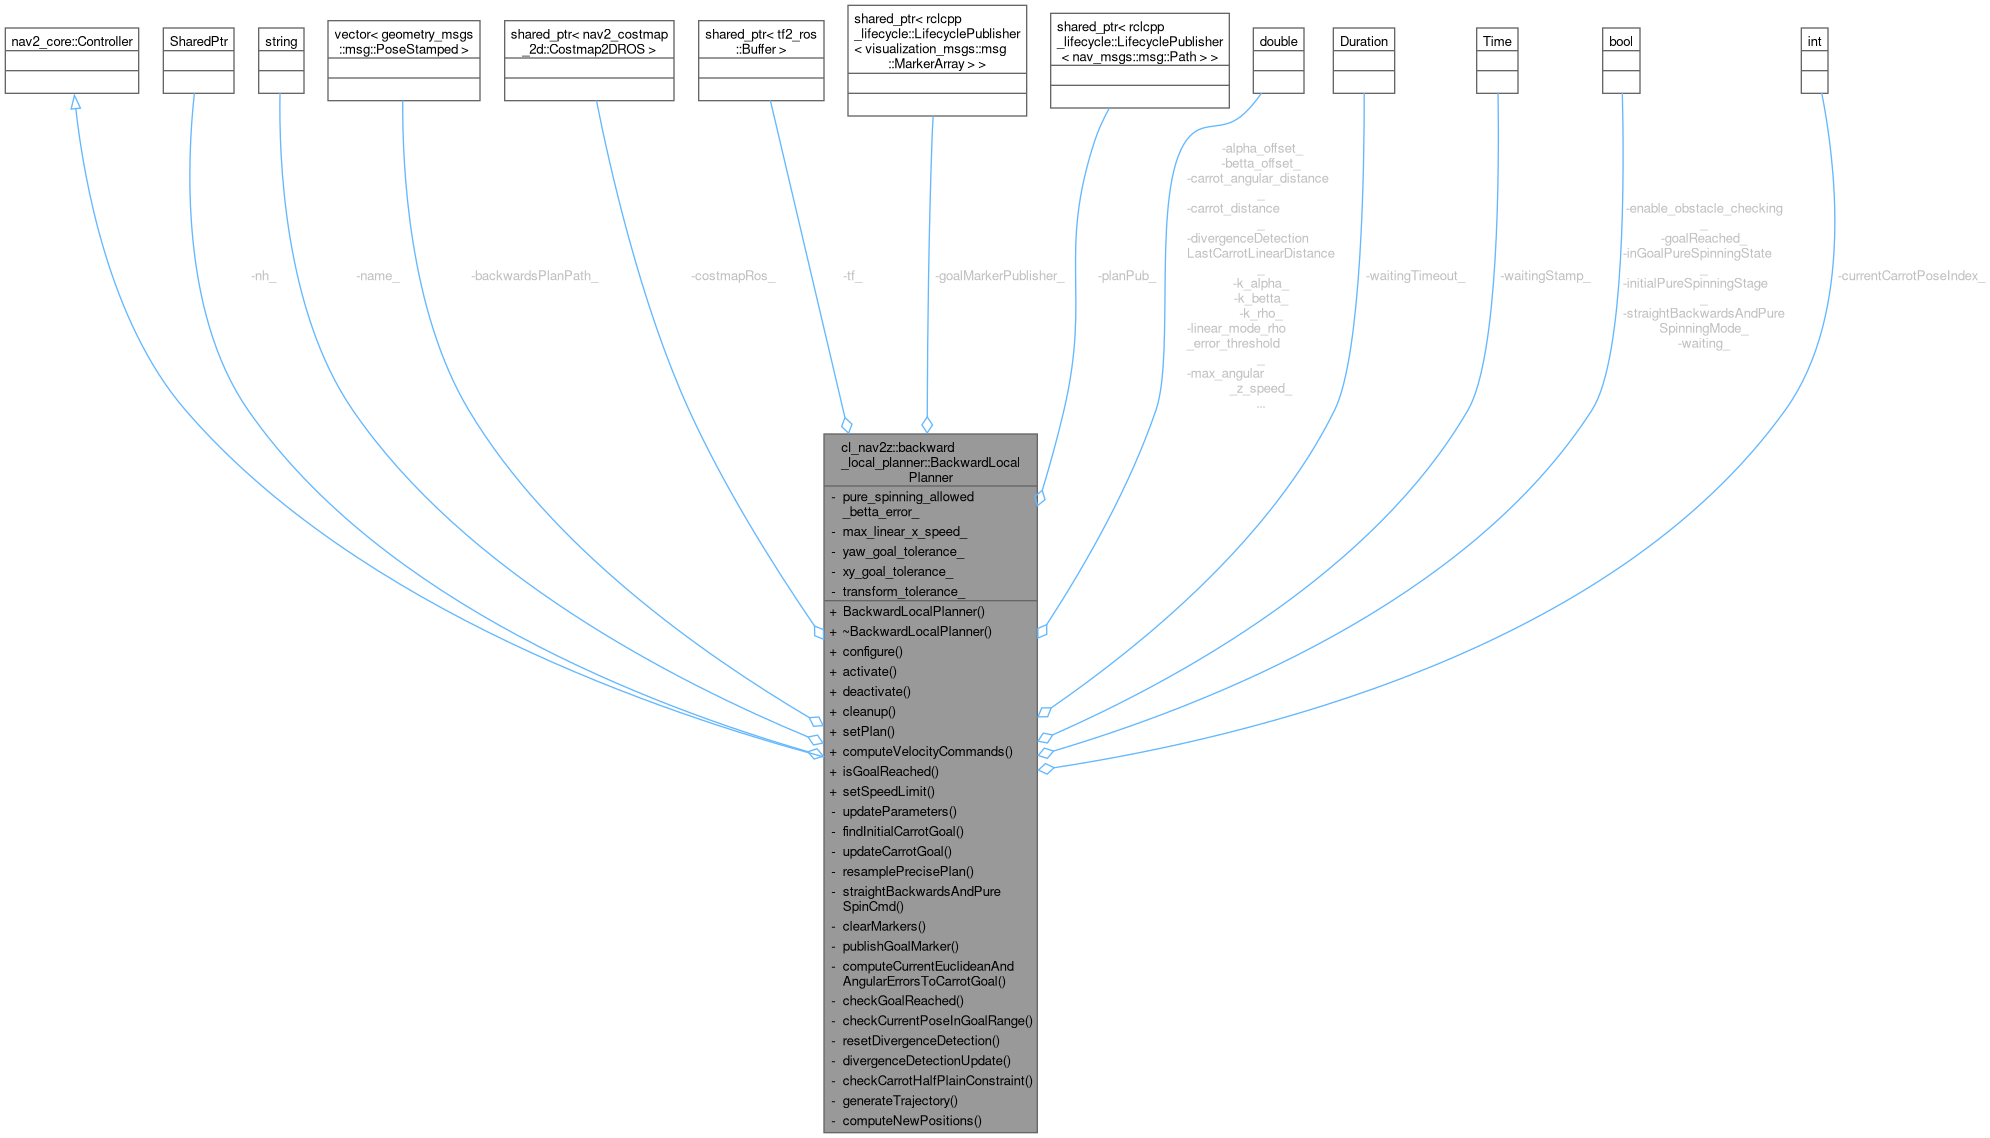 nav2_core::Controller
SharedPtr
string
vector< geometry_msgs
::msg::PoseStamped >
shared_ptr< nav2_costmap
_2d::Costmap2DROS >
shared_ptr< tf2_ros
::Buffer >
shared_ptr< rclcpp
_lifecycle::LifecyclePublisher
< visualization_msgs::msg
::MarkerArray > >
shared_ptr< rclcpp
_lifecycle::LifecyclePublisher
< nav_msgs::msg::Path > >
double
Duration
Time
bool
int
-nh_
-name_
-backwardsPlanPath_
-costmapRos_
-tf_
-goalMarkerPublisher_
-planPub_
-alpha_offset_
-betta_offset_
-carrot_angular_distance
_
-carrot_distance
_
-divergenceDetection
LastCarrotLinearDistance
_
-k_alpha_
-k_betta_
-k_rho_
-linear_mode_rho
_error_threshold
_
-max_angular
_z_speed_
...
-waitingTimeout_
-waitingStamp_
-enable_obstacle_checking
_
-goalReached_
-inGoalPureSpinningState
_
-initialPureSpinningStage
_
-straightBackwardsAndPure
SpinningMode_
-waiting_
-currentCarrotPoseIndex_
cl_nav2z::backward
_local_planner::BackwardLocal
Planner
- pure_spinning_allowed
_betta_error_
- max_linear_x_speed_
- yaw_goal_tolerance_
- xy_goal_tolerance_
- transform_tolerance_
+ BackwardLocalPlanner()
+ ~BackwardLocalPlanner()
+ configure()
+ activate()
+ deactivate()
+ cleanup()
+ setPlan()
+ computeVelocityCommands()
+ isGoalReached()
+ setSpeedLimit()
- updateParameters()
- findInitialCarrotGoal()
- updateCarrotGoal()
- resamplePrecisePlan()
- straightBackwardsAndPure
SpinCmd()
- clearMarkers()
- publishGoalMarker()
- computeCurrentEuclideanAnd
AngularErrorsToCarrotGoal()
- checkGoalReached()
- checkCurrentPoseInGoalRange()
- resetDivergenceDetection()
- divergenceDetectionUpdate()
- checkCarrotHalfPlainConstraint()
- generateTrajectory()
- computeNewPositions()